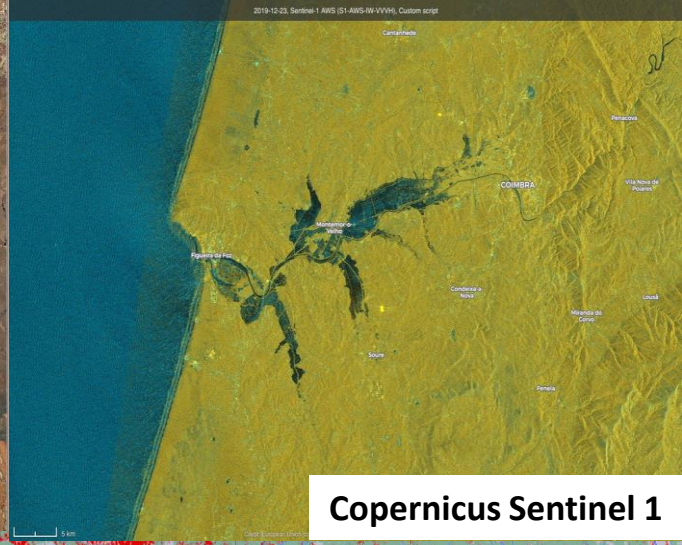 2019-12-23, Sentinel-1 AWS (S1-AWS-IW-VVVH), Custom script
Cantanhede
Penacova
COIMBRA
Vila Nova de
Poiares
Montemor-o-
Velho
Figueira da Foz
Condeixa-a
Nova
Lousã
Miranda do
Corvo
Soure
Penela
5 km
Copernicus Sentinel 1